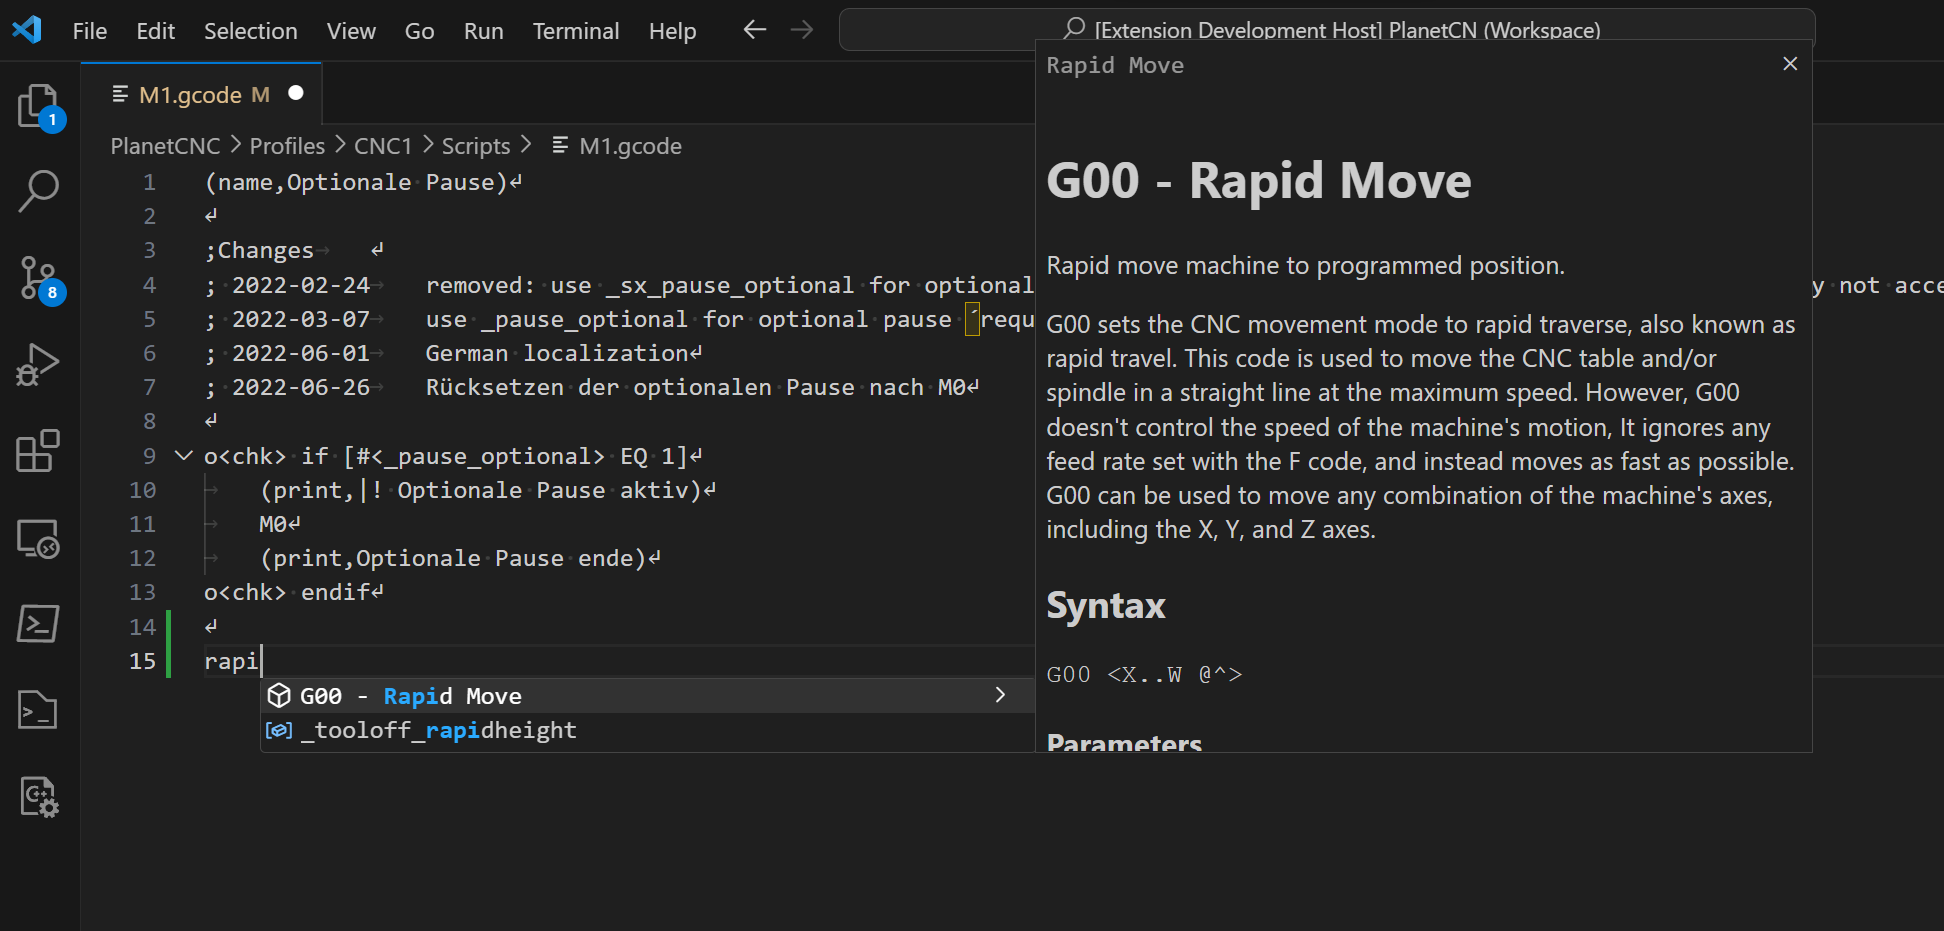 File Edit Selection View Go Run Terminal Help
[Extension Development Host] PlanetCN (Workspace)
M1.gcode M
PlanetCNC > Profiles > CNC1 > Scripts > M1.gcode
1 (name,Optionale Pause)
2
3 ;Changes
4 ; 2022-02-24 removed: use _sx_pause_optional for optional
y not acce
5 ; 2022-03-07 use _pause_optional for optional pause ´requ
6 ; 2022-06-01 German localization
7 ; 2022-06-26 Rücksetzen der optionalen Pause nach M0
8
9 o<chk> if [#<_pause_optional> EQ 1]
10 (print,|! Optionale Pause aktiv)
11 M0
12 (print,Optionale Pause ende)
13 o<chk> endif
14
15 rapi
G00 - Rapid Move
_tooloff_rapidheight
Rapid Move
G00 - Rapid Move
Rapid move machine to programmed position.
G00 sets the CNC movement mode to rapid traverse, also known as
rapid travel. This code is used to move the CNC table and/or
spindle in a straight line at the maximum speed. However, G00
doesn't control the speed of the machine's motion, It ignores any
feed rate set with the F code, and instead moves as fast as possible.
G00 can be used to move any combination of the machine's axes,
including the X, Y, and Z axes.
Syntax
G00 <X..W @^>
Parameters
1
8